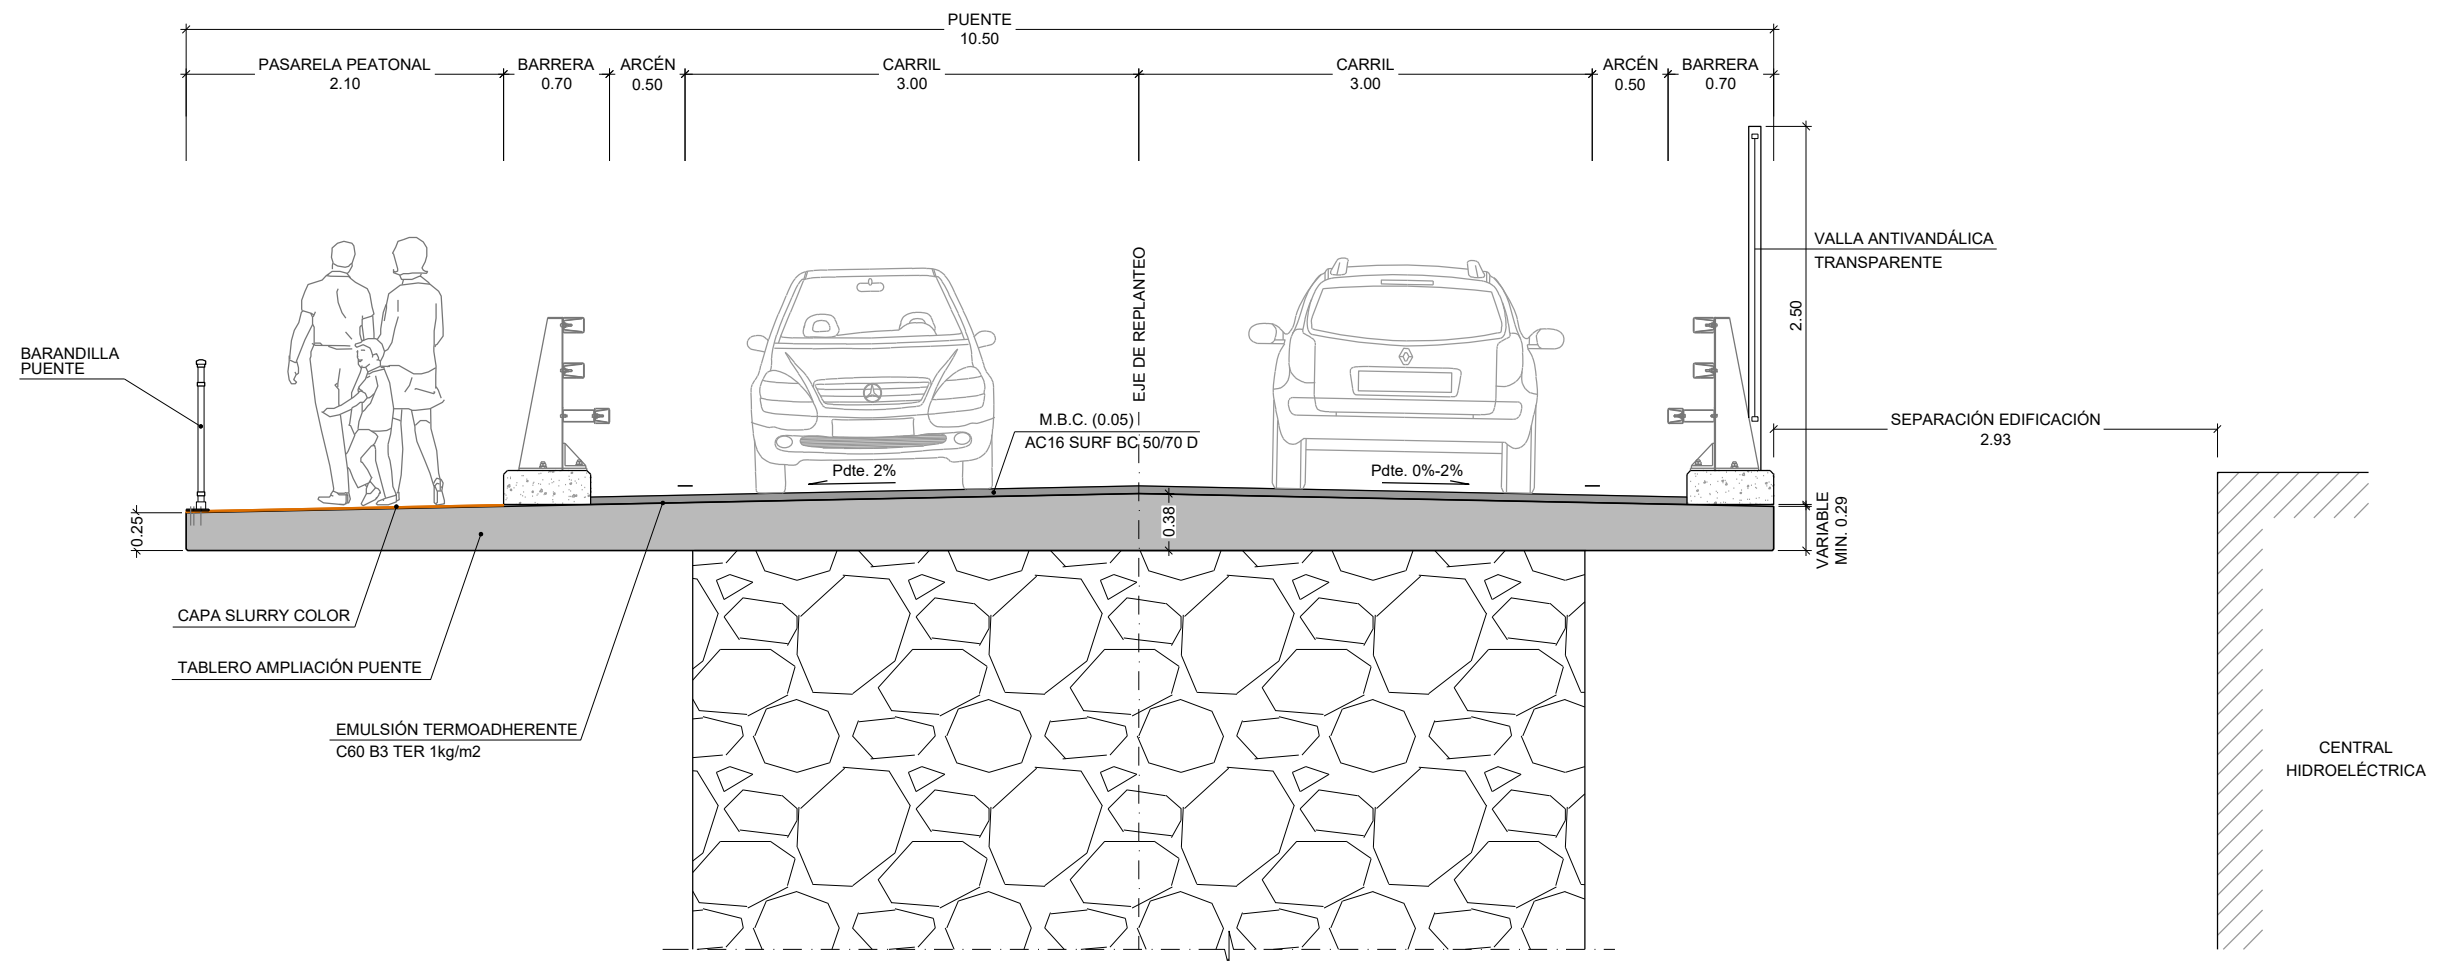 PUENTE
10.50
PASARELA PEATONAL
2.10
BARRERA
0.70
ARCÉN
0.50
CARRIL
3.00
CARRIL
3.00
ARCÉN
0.50
BARRERA
0.70
VALLA ANTIVANDÁLICA
TRANSPARENTE
2.50
EJE DE REPLANTEO
BARANDILLA
PUENTE
M.B.C. (0.05)
AC16 SURF BC 50/70 D
SEPARACIÓN EDIFICACIÓN
2.93
Pdte. 2%
Pdte. 0%-2%
0.25
0.38
VARIABLE
MIN. 0.29
CAPA SLURRY COLOR
TABLERO AMPLIACIÓN PUENTE
EMULSIÓN TERMOADHERENTE
C60 B3 TER 1kg/m2
CENTRAL
HIDROELÉCTRICA